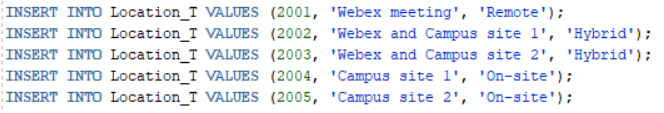 INSERT INTO Location_T VALUES (2001, 'Webex meeting', 'Remote');
INSERT INTO Location_T VALUES (2002, 'Webex and Campus site 1', 'Hybrid');
INSERT INTO Location_T VALUES (2003, 'Webex and Campus site 2', 'Hybrid');
INSERT INTO Location_T VALUES (2004, 'Campus site 1', 'On-site');
INSERT INTO Location_T VALUES (2005, 'Campus site 2', 'On-site');